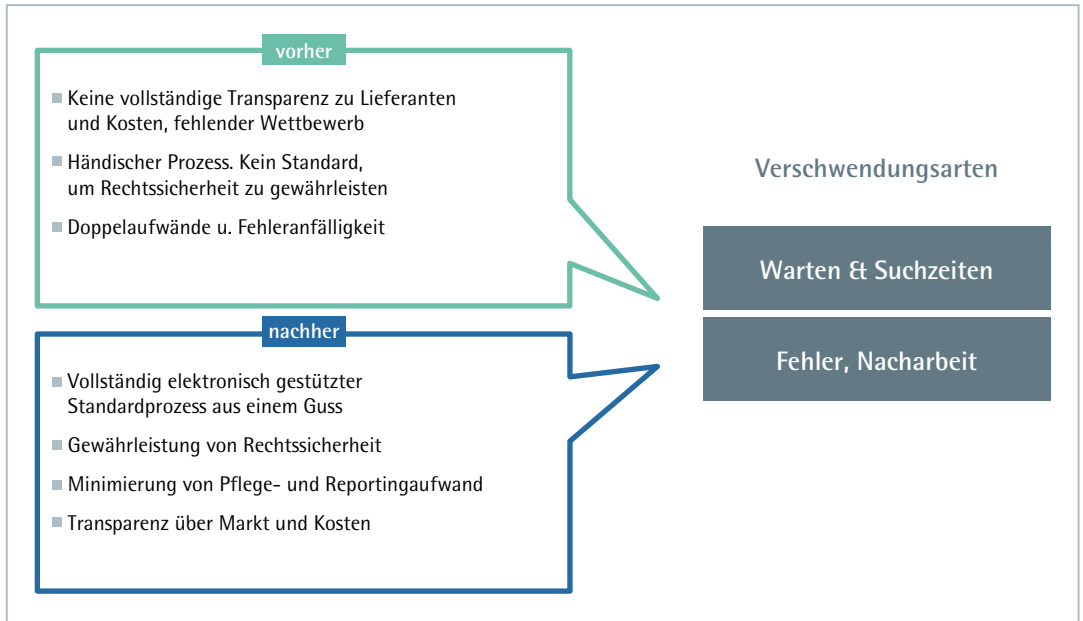 vorher
Keine vollständige Transparenz zu Lieferanten
und Kosten, fehlender Wettbewerb
Händischer Prozess. Kein Standard,
um Rechtssicherheit zu gewährleisten
Doppelaufwände u. Fehleranfälligkeit
nachher
Vollständig elektronisch gestützter
Standardprozess aus einem Guss
Gewährleistung von Rechtssicherheit
Minimierung von Pflege- und Reportingaufwand
Transparenz über Markt und Kosten
Verschwendungsarten
Warten & Suchzeiten
Fehler, Nacharbeit